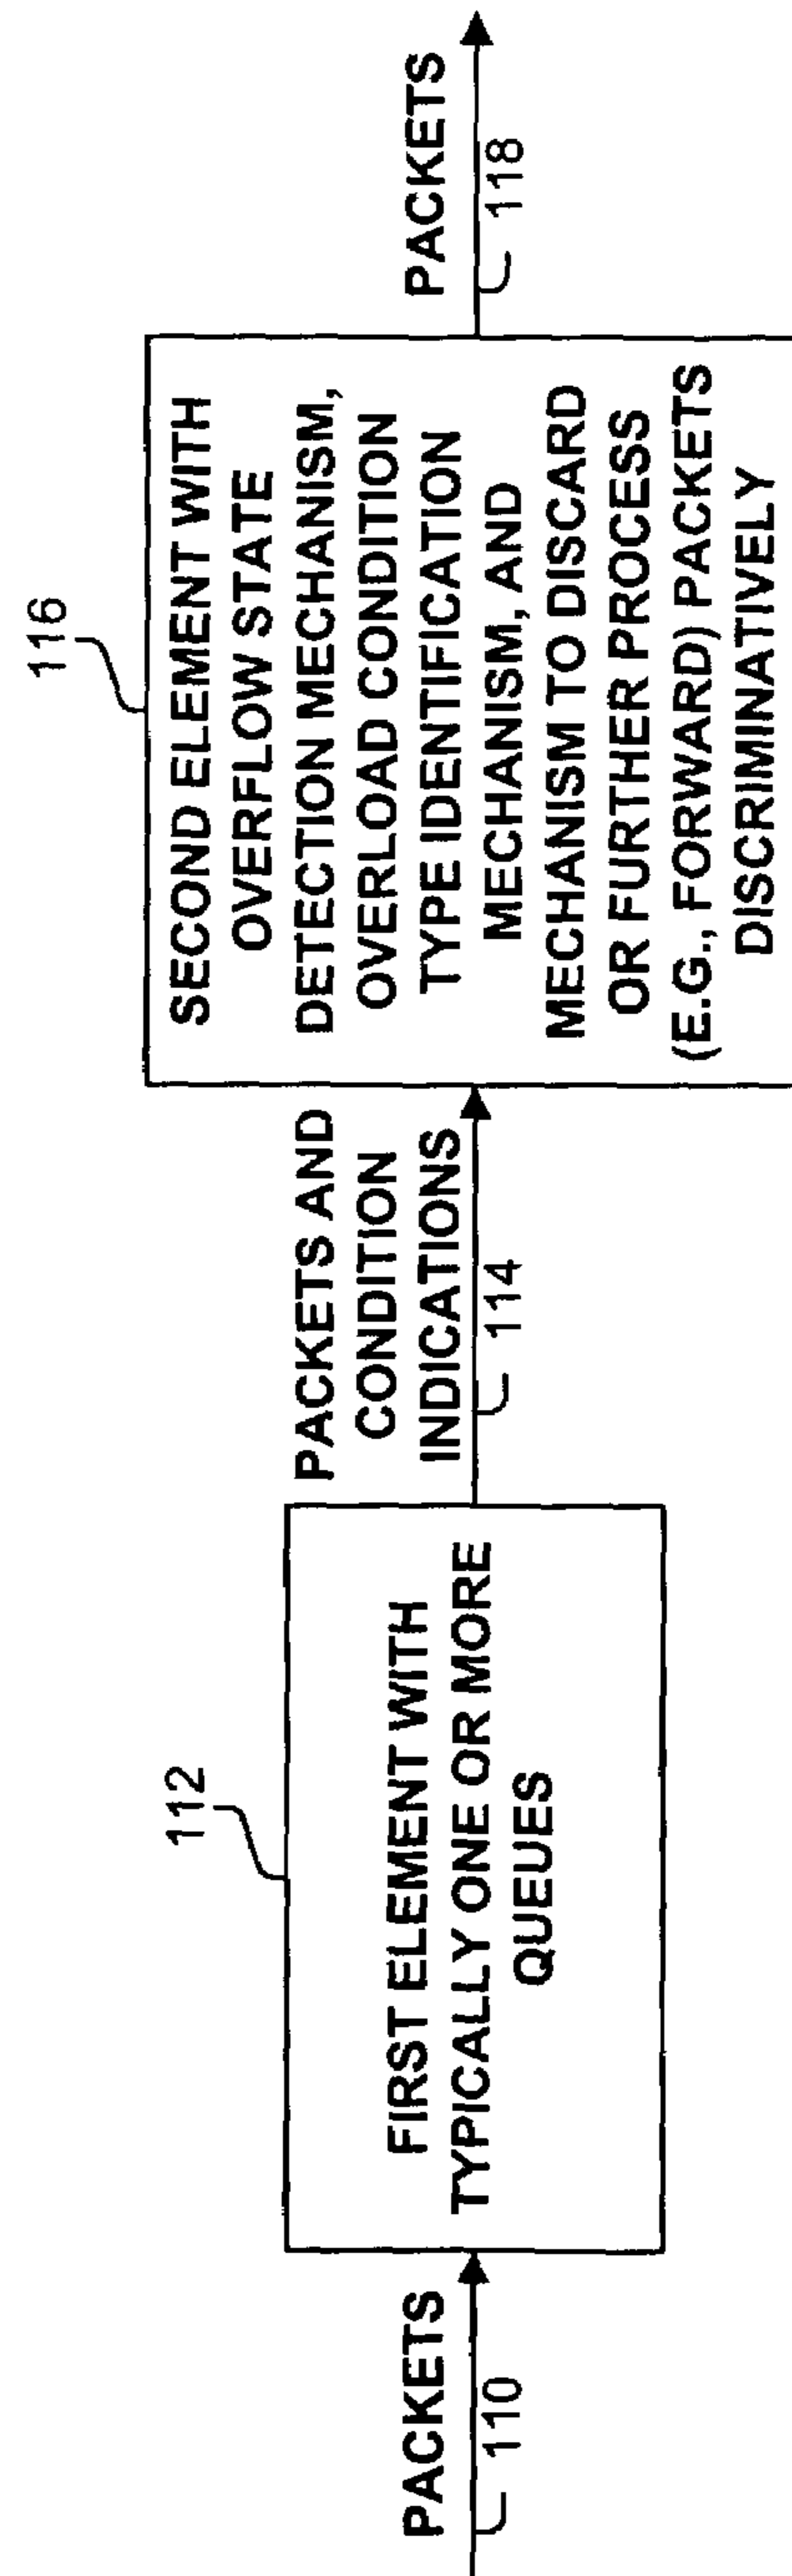 PACKETS
110
112
FIRST ELEMENT WITH
TYPICALLY ONE OR MORE
QUEUES
PACKETS AND
CONDITION
INDICATIONS
114
116
SECOND ELEMENT WITH
OVERFLOW STATE
DETECTION MECHANISM,
OVERLOAD CONDITION
TYPE IDENTIFICATION
MECHANISM, AND
MECHANISM TO DISCARD
OR FURTHER PROCESS
(E.G., FORWARD) PACKETS
DISCRIMINATIVELY
PACKETS
118